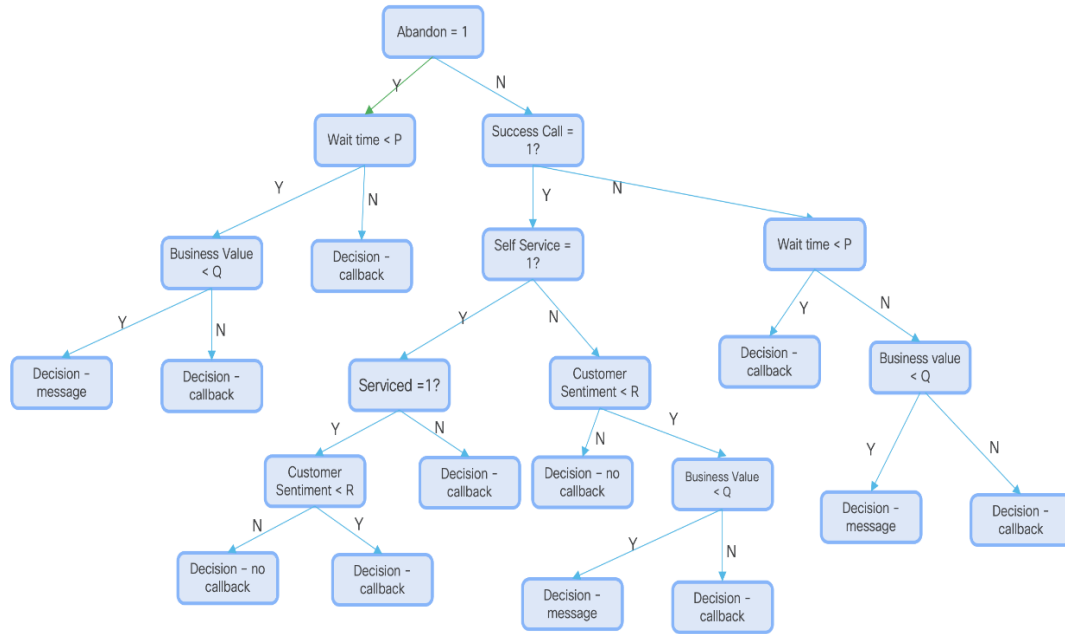 Abandon = 1
Y
N
Wait time < P
Success Call =
1?
Y
N
Y
N
Business Value
< Q
Decision -
callback
Self Service =
1?
Wait time < P
Y
N
Y
N
Y
N
Decision -
message
Decision -
callback
Serviced =1?
Customer
Sentiment < R
Decision -
callback
Business value
< Q
Y
N
N
Y
Y
N
Customer
Sentiment < R
Decision -
callback
Decision - no
callback
Business Value
< Q
Decision -
message
Decision -
callback
N
Y
Y
N
Decision - no
callback
Decision -
callback
Decision -
message
Decision -
callback